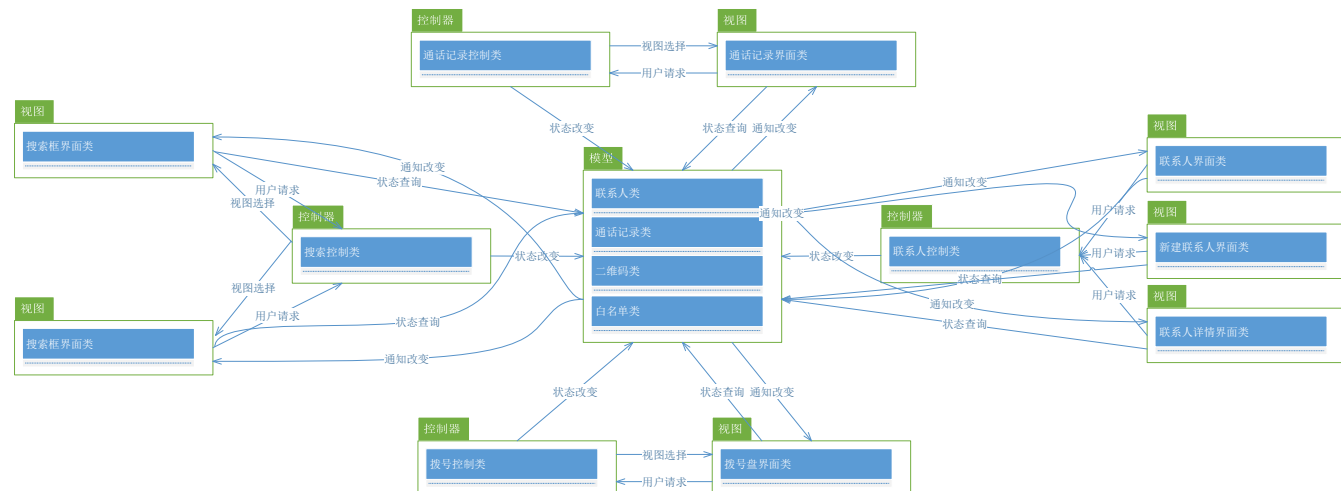 控制器
通话记录控制类
视图选择
用户请求
视图
通话记录界面类
状态改变
状态查询
通知改变
视图
搜索框界面类
通知改变
状态查询
用户请求
视图选择
控制器
搜索控制类
状态改变
视图选择
用户请求
视图
搜索框界面类
状态查询
通知改变
模型
联系人类
通话记录类
二维码类
白名单类
通知改变
通知改变
控制器
联系人控制类
状态改变
状态查询
通知改变
状态查询
用户请求
用户请求
用户请求
视图
联系人界面类
视图
新建联系人界面类
视图
联系人详情界面类
状态改变
状态查询
通知改变
控制器
拨号控制类
视图选择
用户请求
视图
拨号盘界面类